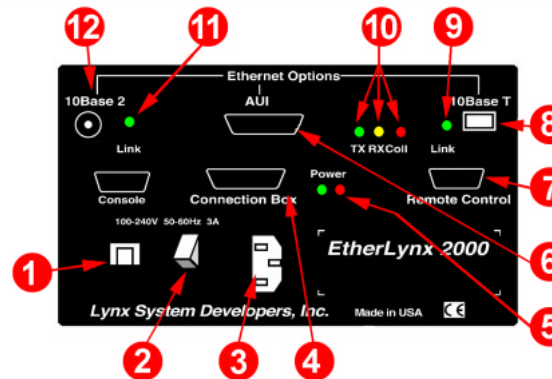 12
11
10
9
Ethernet Options
10Base 2
AUI
10Base T
8
Link
TX RX Coll
Link
Power
7
Console
Connection Box
Remote Control
100-240V 50-60Hz 3A
EtherLynx 2000
6
1
Lynx System Developers, Inc.
Made in USA
CE
5
2
3
4